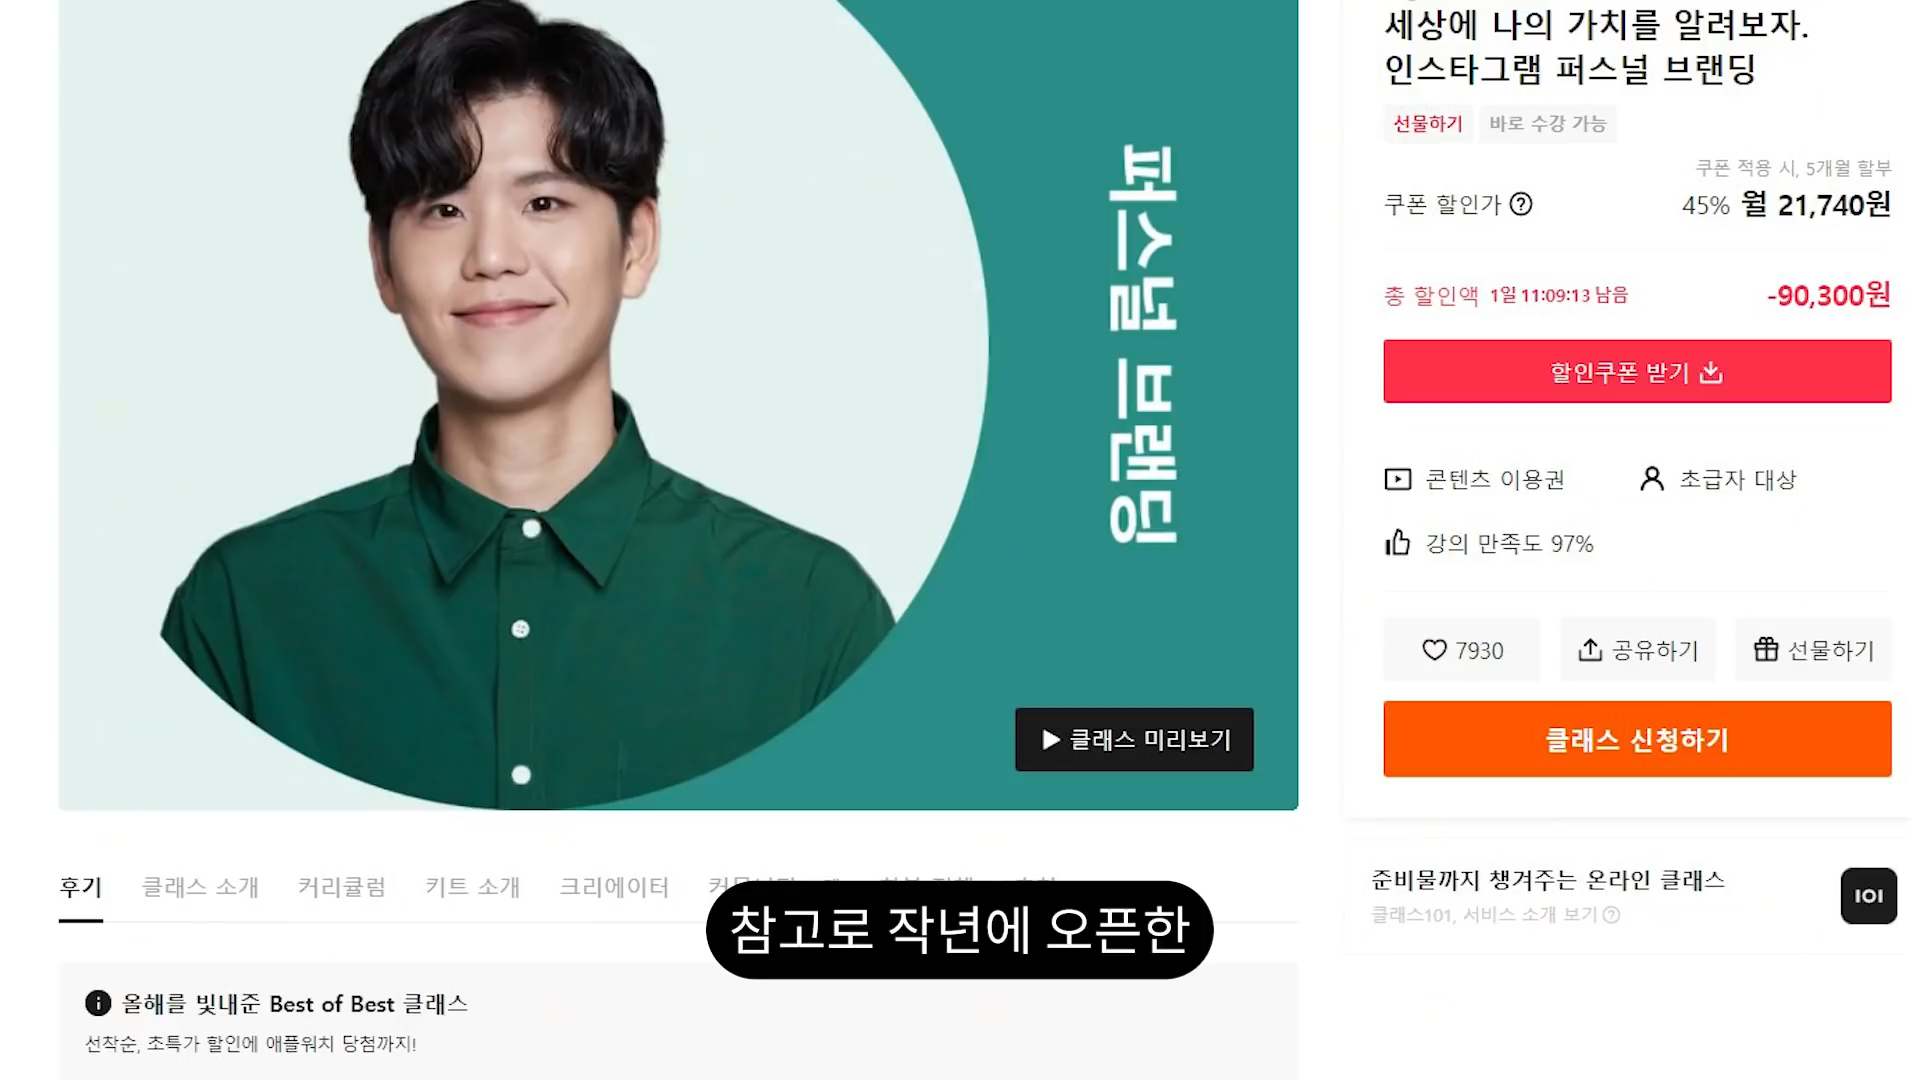 세상에 나의 가치를 알려보자.
인스타그램 퍼스널 브랜딩
선물하기 바로 수강 가능
쿠폰 적용 시, 5개월 할부
쿠폰 할인가 45% 월 21,740원
총 할인액 1일 11:09:13 남음 -90,300원
할인쿠폰 받기
콘텐츠 이용권 초급자 대상
강의 만족도 97%
7930 공유하기 선물하기
클래스 신청하기
준비물까지 챙겨주는 온라인 클래스
클래스101, 서비스 소개 보기
101
퍼스널 브랜딩
클래스 미리보기
후기 클래스 소개 커리큘럼 키트 소개 크리에이터
참고로 작년에 오픈한
올해를 빛내준 Best of Best 클래스
선착순, 초특가 할인에 애플워치 당첨까지!